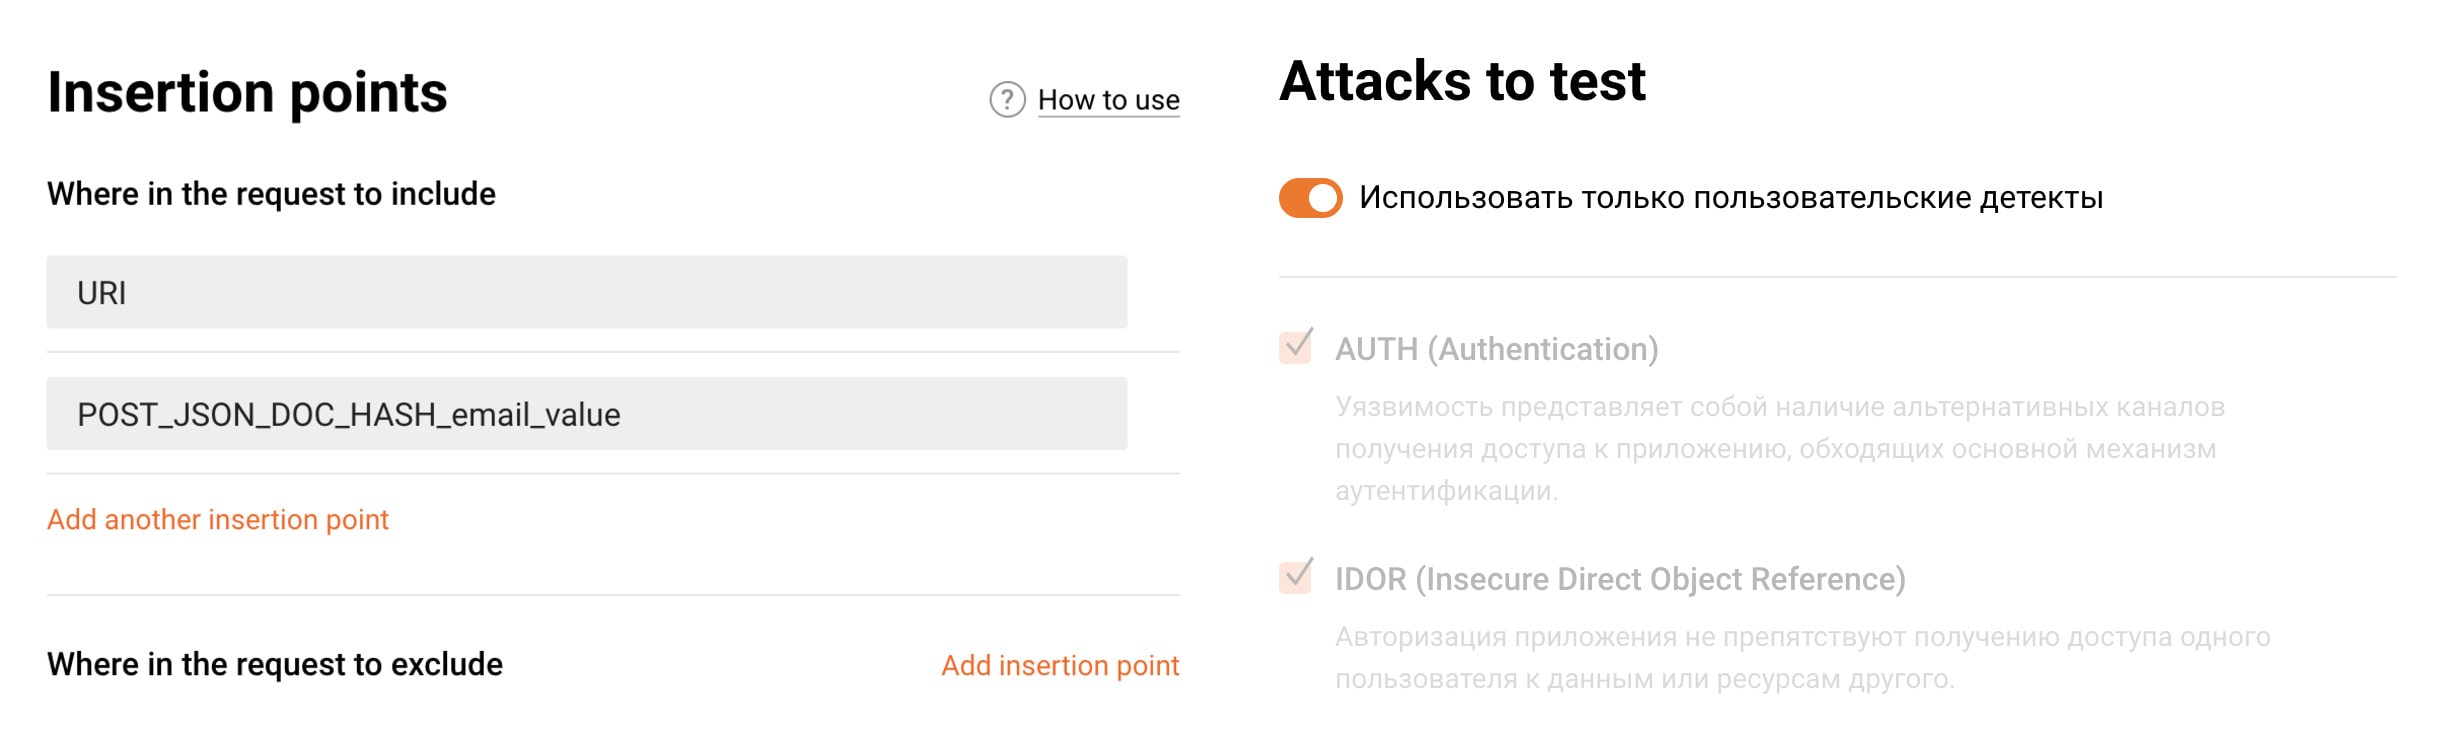 Insertion points
? How to use
Where in the request to include
URI
POST_JSON_DOC_HASH_email_value
Add another insertion point
Where in the request to exclude
Add insertion point
Attacks to test
Использовать только пользовательские детекты
AUTH (Authentication)
Уязвимость представляет собой наличие альтернативных каналов
получения доступа к приложению, обходящих основной механизм
аутентификации.
IDOR (Insecure Direct Object Reference)
Авторизация приложения не препятствуют получению доступа одного
пользователя к данным или ресурсам другого.